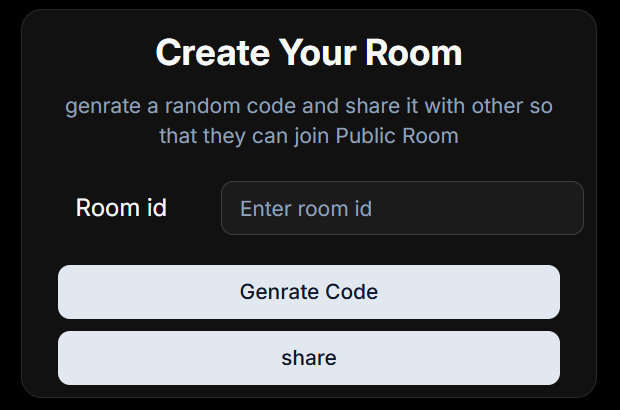 Create Your Room
genrate a random code and share it with other so
that they can join Public Room
Room id
Enter room id
Genrate Code
share